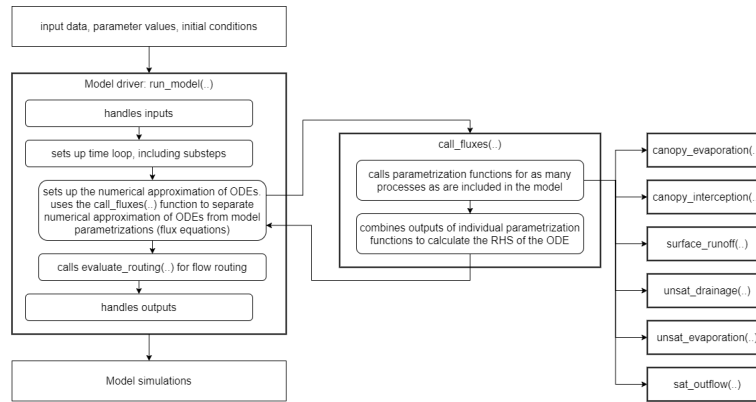 input data, parameter values, initial conditions
Model driver: run_model(..)
handles inputs
sets up time loop, including substeps
sets up the numerical approximation of ODEs.
uses the call_fluxes(..) function to separate
numerical approximation of ODEs from model
parametrizations (flux equations)
calls evaluate_routing(..) for flow routing
handles outputs
Model simulations
call_fluxes(..)
calls parametrization functions for as many
processes as are included in the model
combines outputs of individual parametrization
functions to calculate the RHS of the ODE
canopy_evaporation(..
canopy_interception(..
surface_runoff(..)
unsat_drainage(..)
unsat_evaporation(..)
sat_outflow(..)